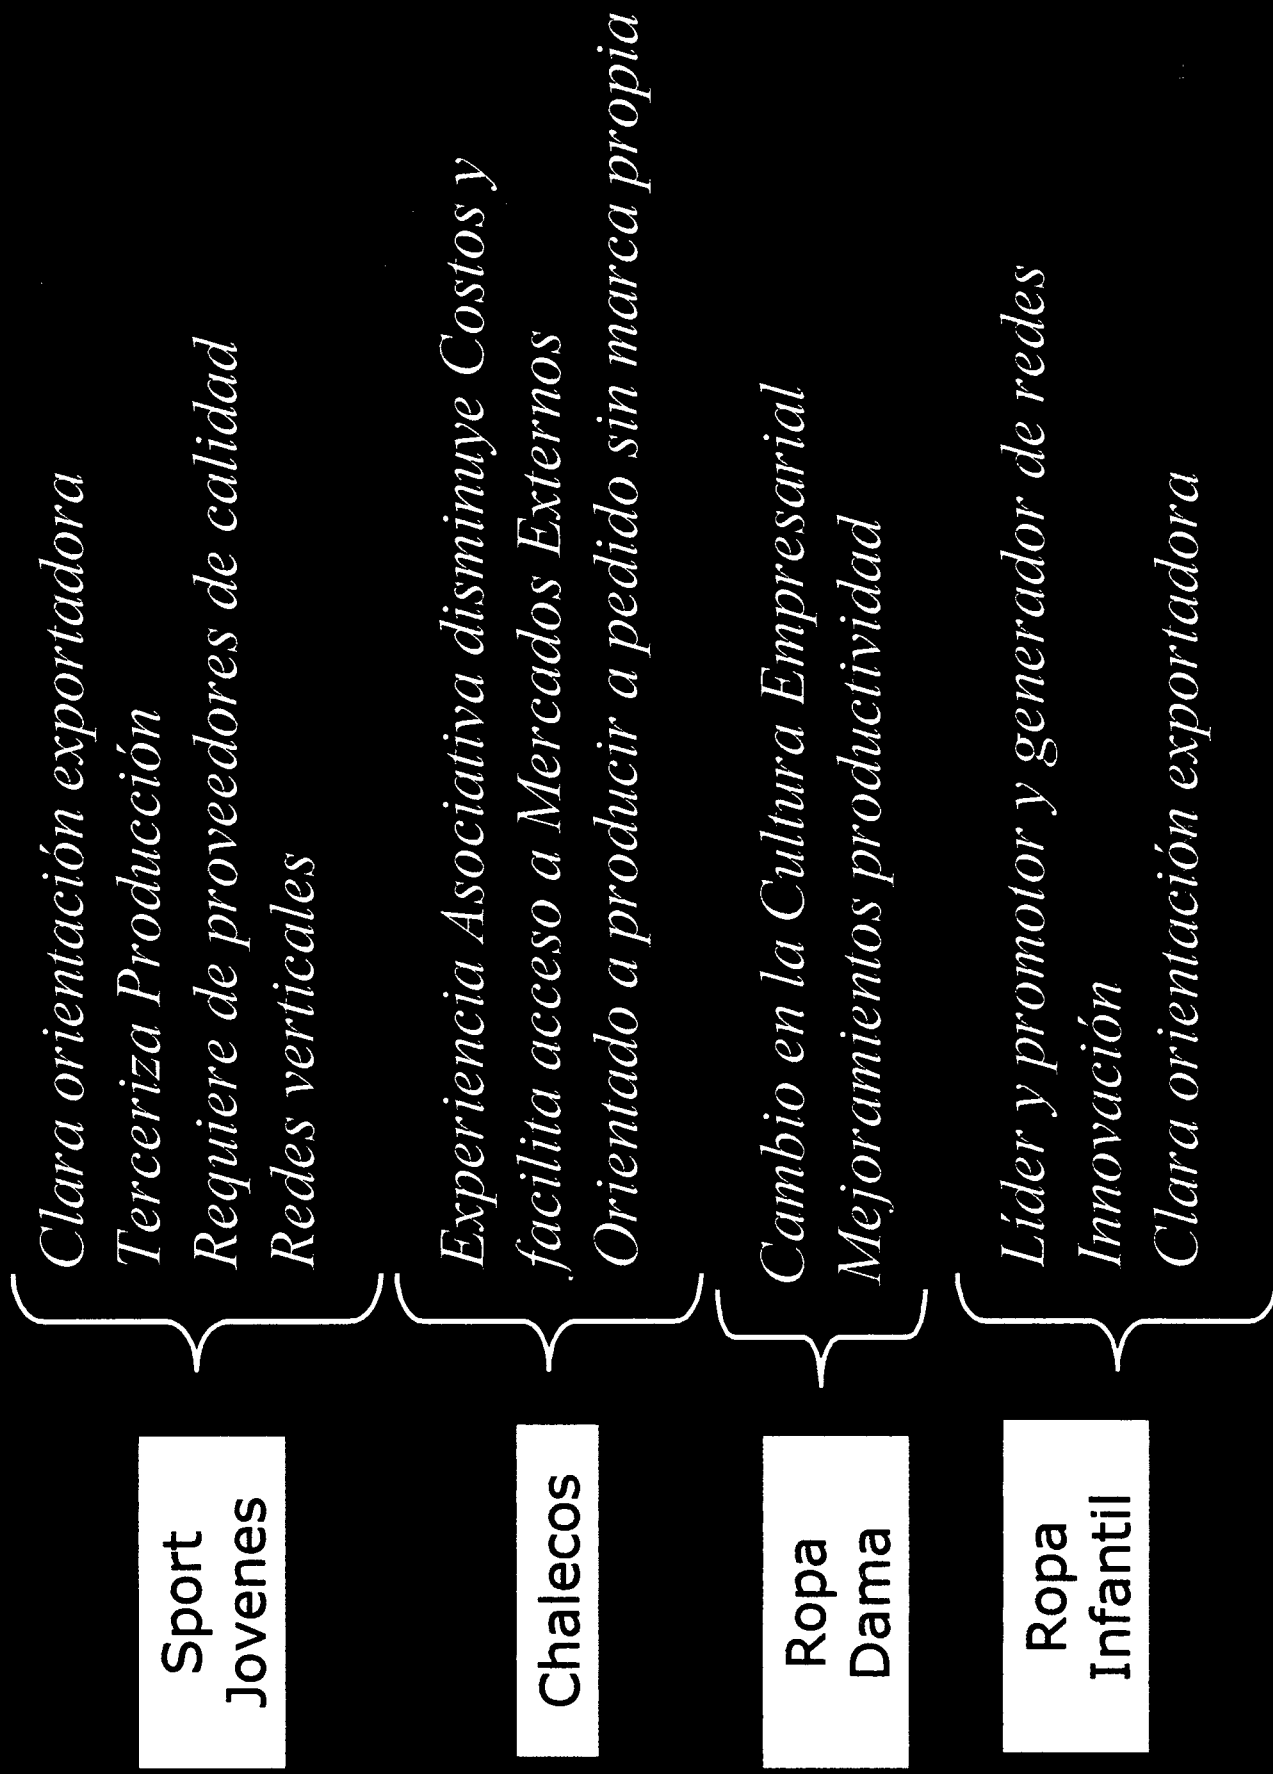 Sport
Jovenes
Clara orientación exportadora
Terceriza Producción
Requiere de proveedores de calidad
Redes verticales
Chalecos
Experiencia Asociativa disminuye Costos y
facilita acceso a Mercados Externos
Orientado a producir a pedido sin marca propia
Ropa
Dama
Cambio en la Cultura Empresarial
Mejoramientos productividad
Ropa
Infantil
Líder y promotor y generador de redes
Innovación
Clara orientación exportadora